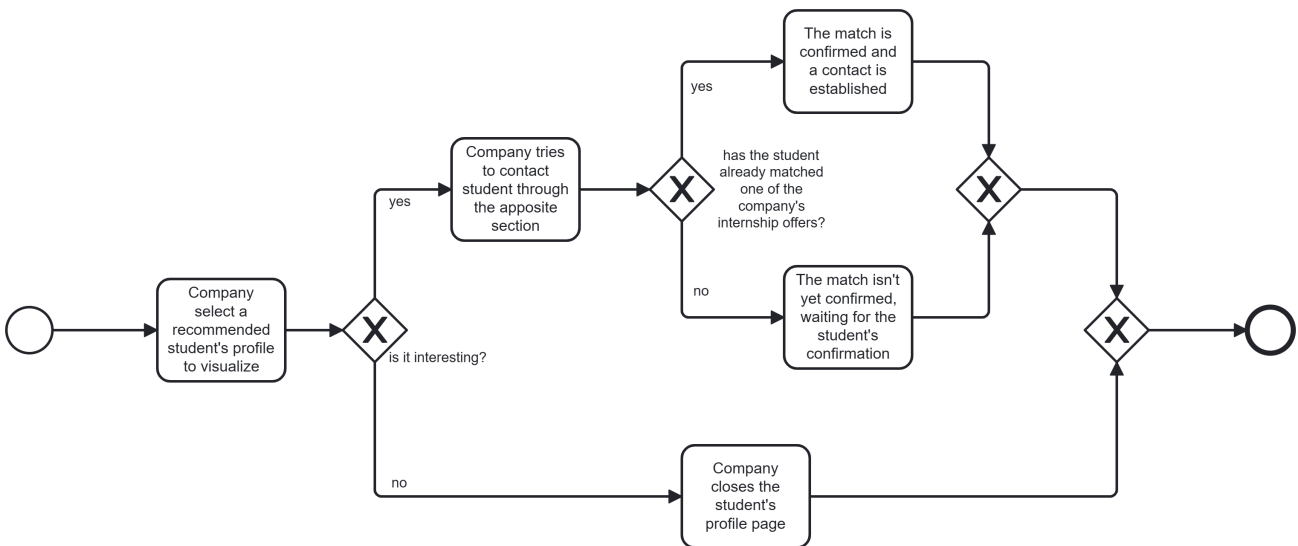 The match is
confirmed and
a contact is
established
yes
has the student
already matched
one of the
company's
internship offers?
Company tries
to contact
student through
the apposite
section
yes
no
The match isn't
yet confirmed,
waiting for the
student's
confirmation
Company
select a
recommended
student's profile
to visualize
is it interesting?
no
Company
closes the
student's
profile page